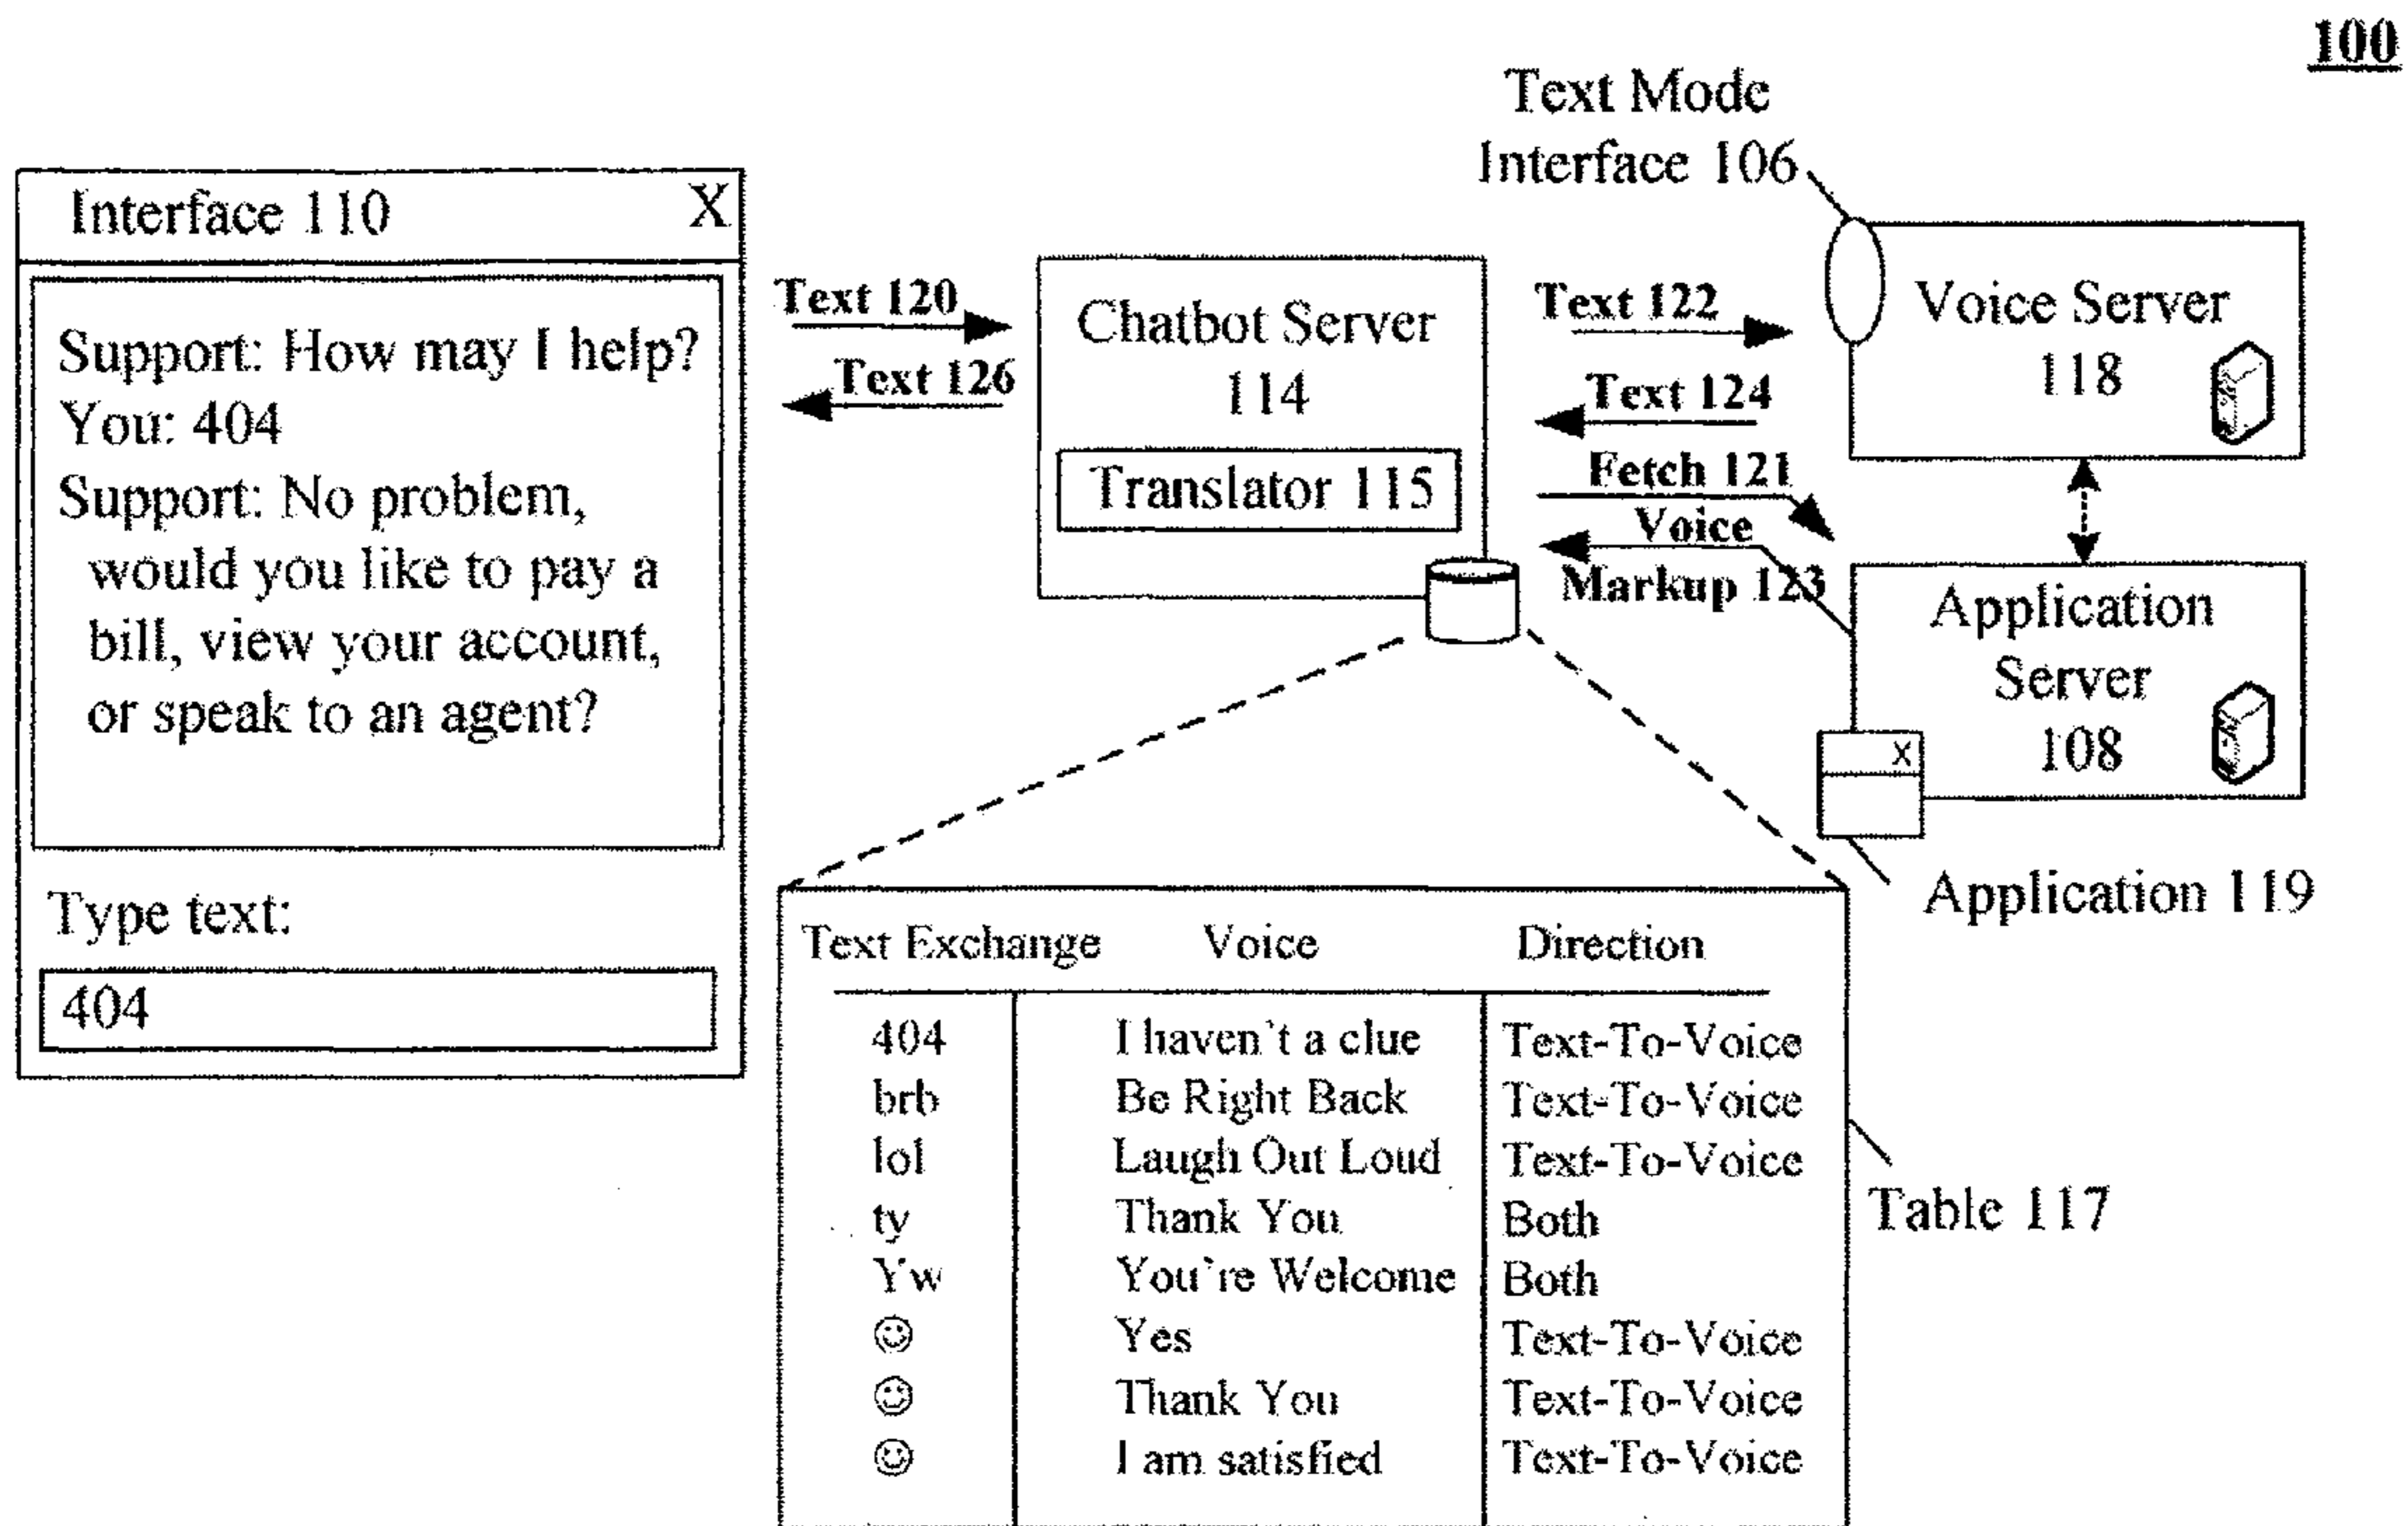 100
Text Mode
Interface 106
Interface 110 X
Support: How may I help?
You: 404
Support: No problem,
would you like to pay a
bill, view your account,
or speak to an agent?
Type text:
404
Text 120
Text 126
Chatbot Server
114
Translator 115
Text 122
Text 124
Fetch 121
Voice
Markup 123
Voice Server
118
Application
Server
108
X
Application 119
Text Exchange Voice Direction
404 I haven't a clue Text-To-Voice
brb Be Right Back Text-To-Voice
lol Laugh Out Loud Text-To-Voice
ty Thank You Both
Yw You're Welcome Both
☺ Yes Text-To-Voice
☺ Thank You Text-To-Voice
☺ I am satisfied Text-To-Voice
Table 117